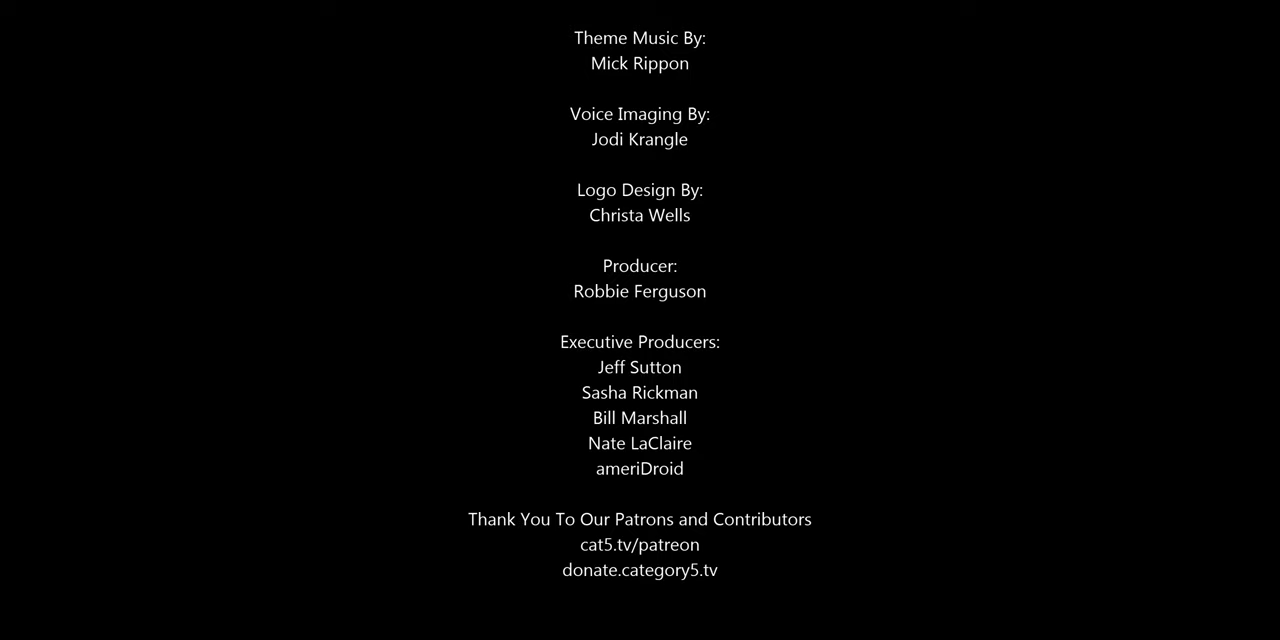 Theme Music By:
Mick Rippon
Voice Imaging By:
Jodi Krangle
Logo Design By:
Christa Wells
Producer:
Robbie Ferguson
Executive Producers:
Jeff Sutton
Sasha Rickman
Bill Marshall
Nate LaClaire
ameriDroid
Thank You To Our Patrons and Contributors
cat5.tv/patreon
donate.category5.tv